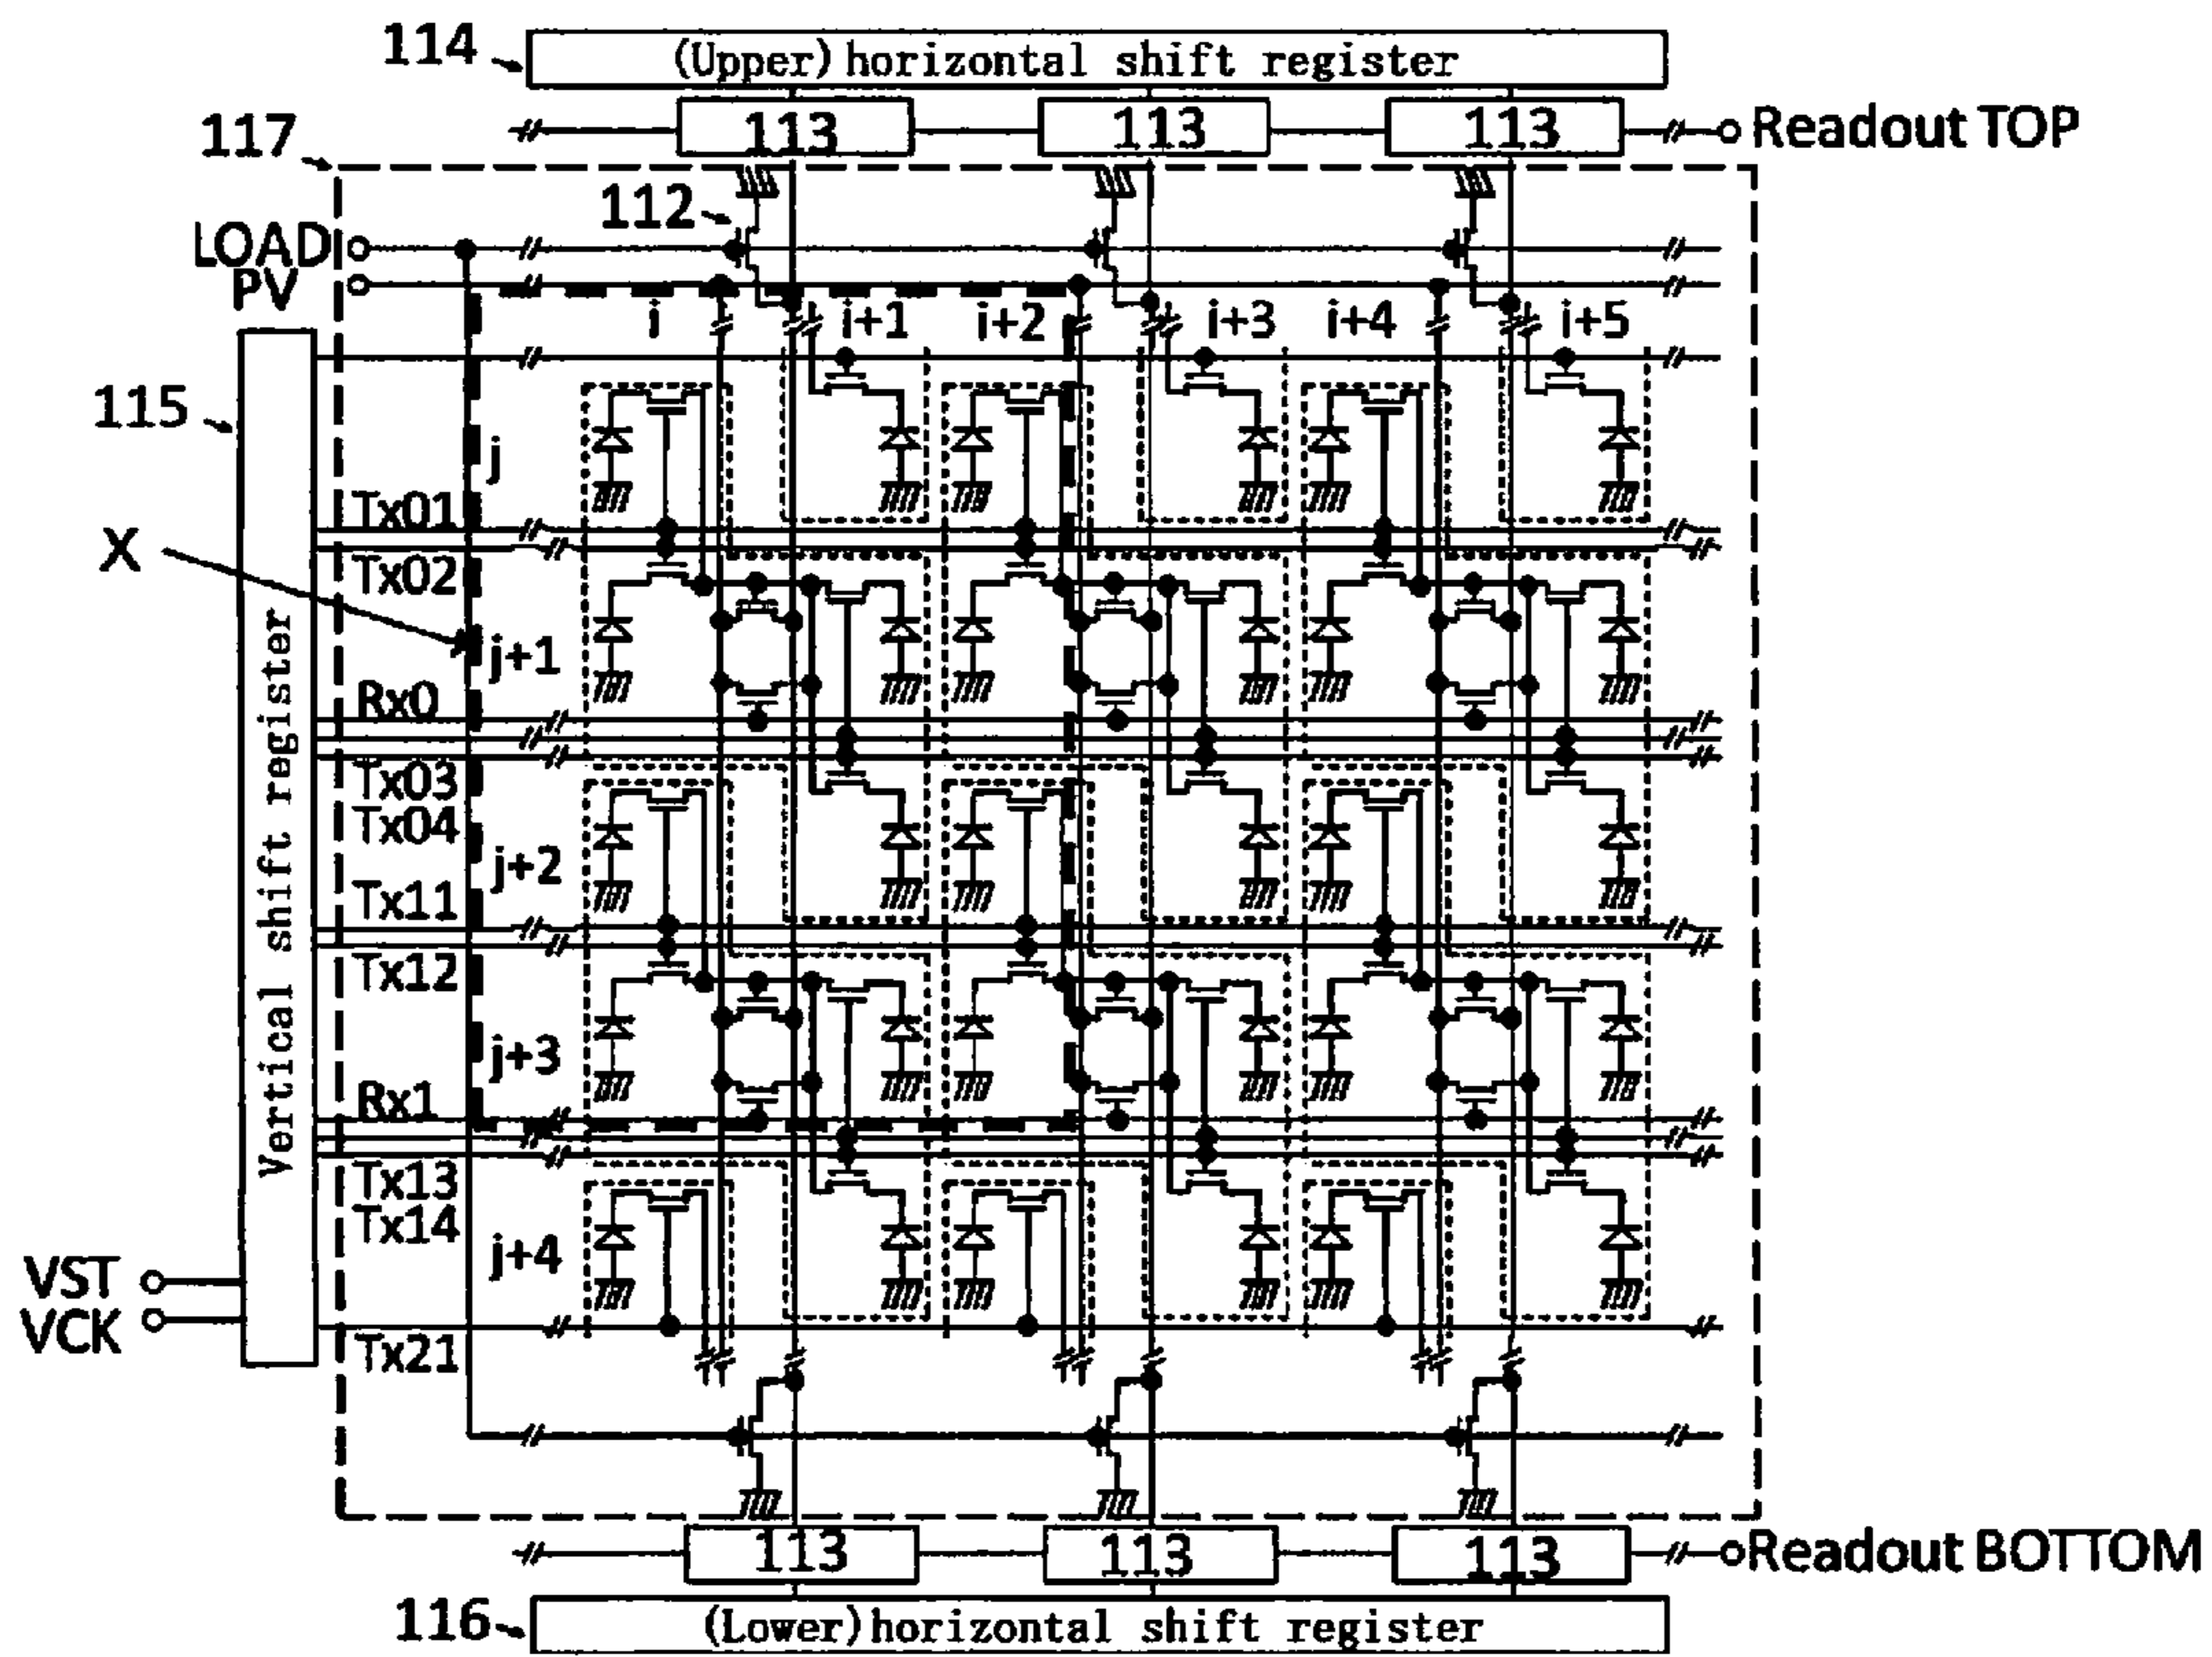 114
(Upper)horizontal shift register
117
113
113
113
Readout TOP
112
LOAD
PV
i
i+1
i+2
i+3
i+4
i+5
115
j
Tx01
X
Tx02
j+1
Rx0
Tx03
Tx04
j+2
Tx11
Tx12
j+3
Rx1
Tx13
Tx14
j+4
VST
VCK
Tx21
Vertical shift register
113
113
113
Readout BOTTOM
116
(Lower)horizontal shift register